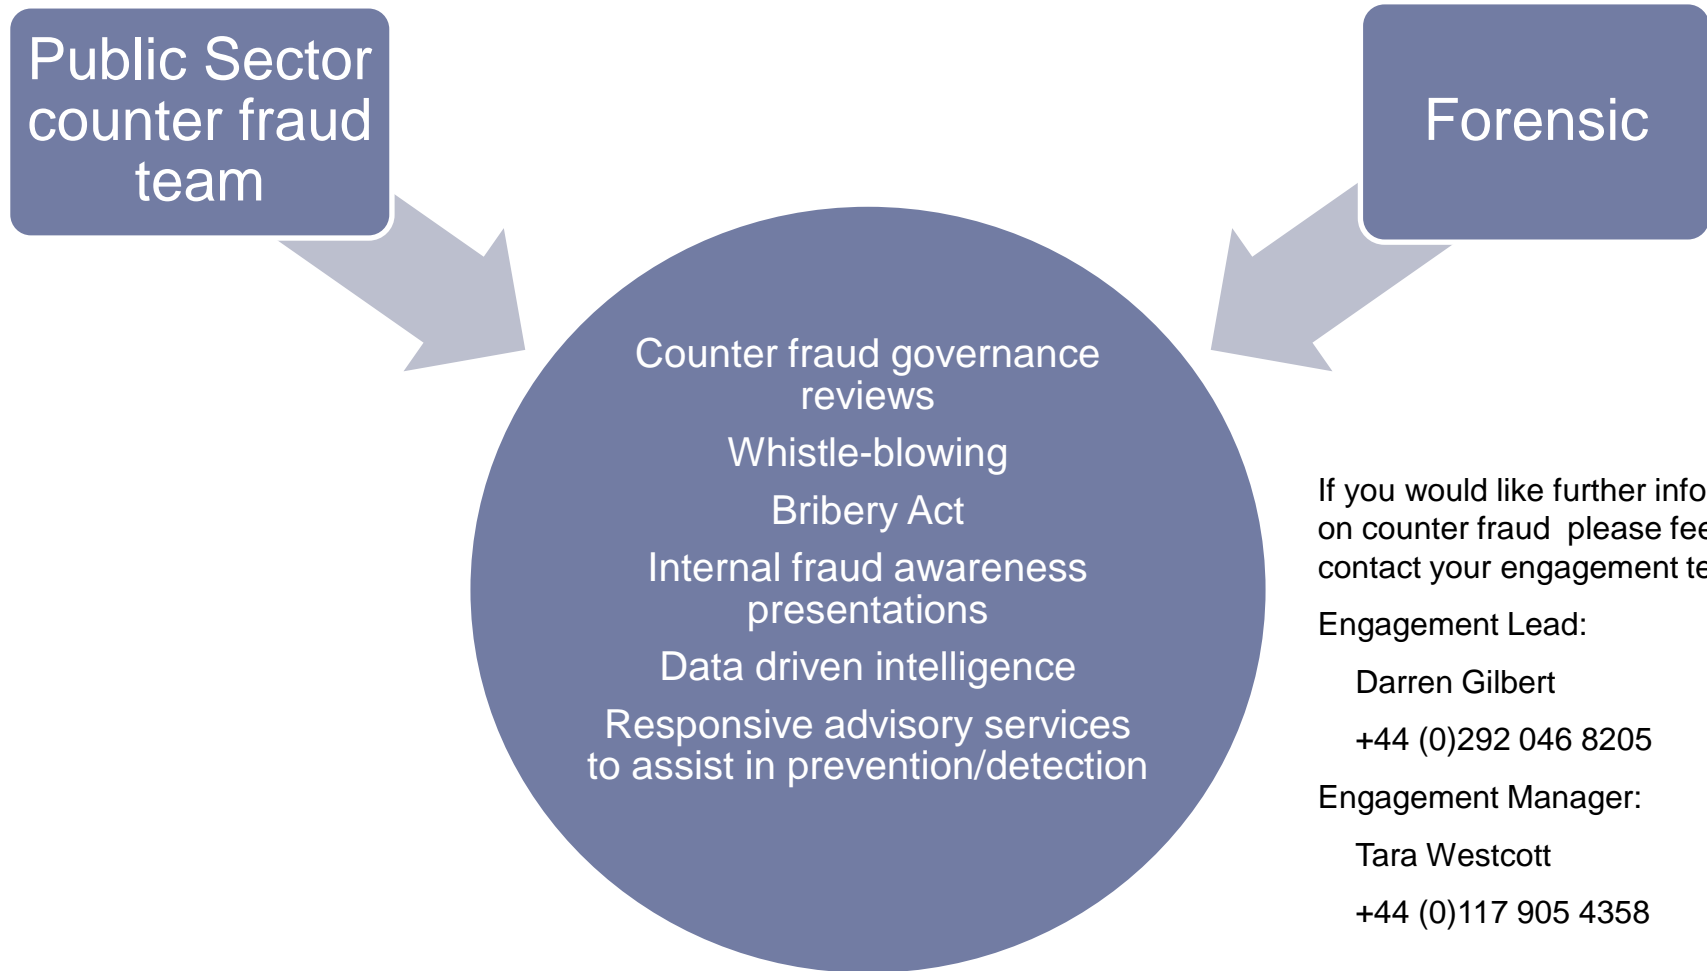 Public Sector
counter fraud
team
Forensic
Counter fraud governance
reviews
Whistle-blowing
Bribery Act
Internal fraud awareness
presentations
Data driven intelligence
Responsive advisory services
to assist in prevention/detection
If you would like further
on counter fraud please
contact your engagement
Engagement Lead:
Darren Gilbert
+44 (0)292 046 8205
Engagement Manager:
Tara Westcott
+44 (0)117 905 4358